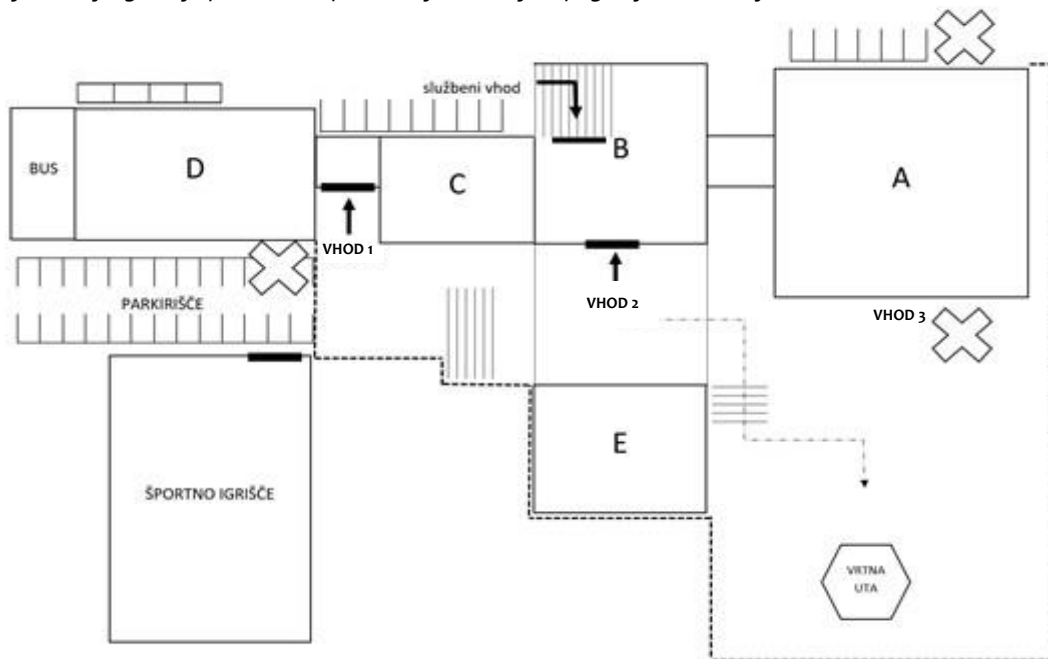 službeni vhod
BUS
D
C
B
A
VHOD 1
VHOD 2
VHOD 3
PARKIRIŠČE
E
ŠPORTNO IGRIŠČE
VRTNA
UTA